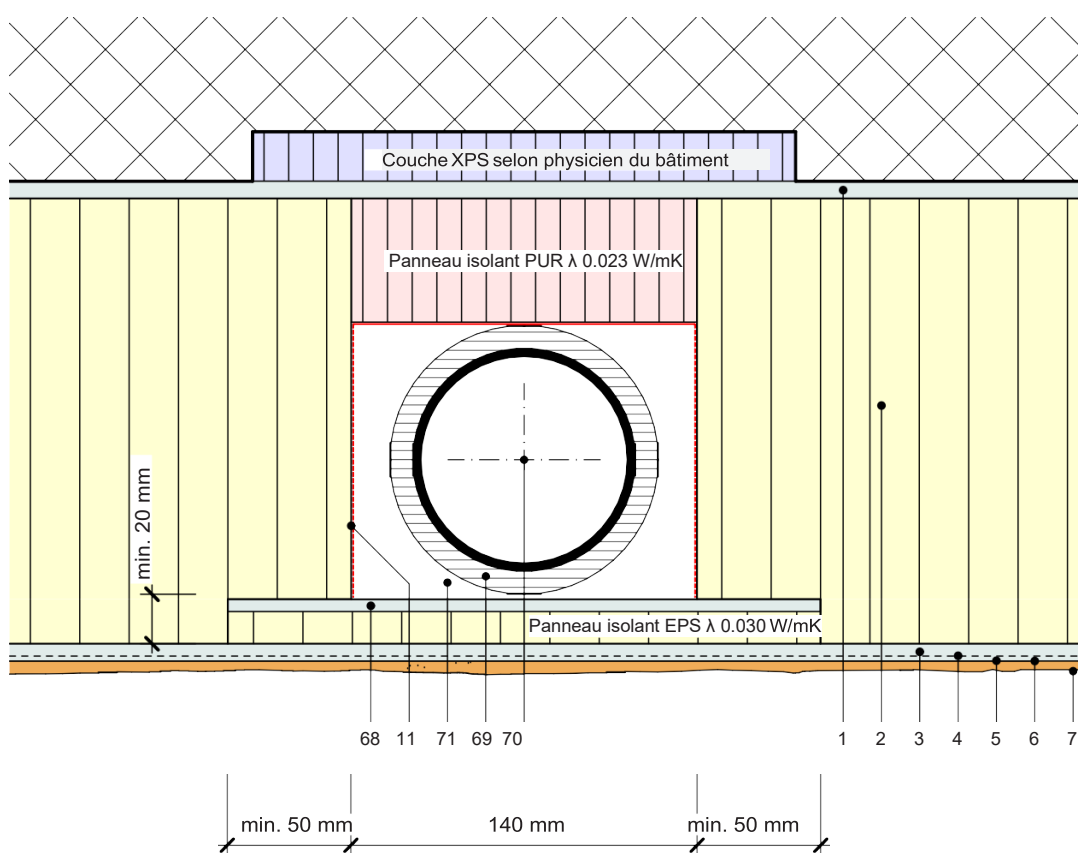 Couche XPS selon physicien du bâtiment
Panneau isolant PUR λ 0.023 W/mK
min. 20 mm
Panneau isolant EPS λ 0.030 W/mK
68 11 71 69 70 1 2 3 4 5 6 7
min. 50 mm 140 mm min. 50 mm